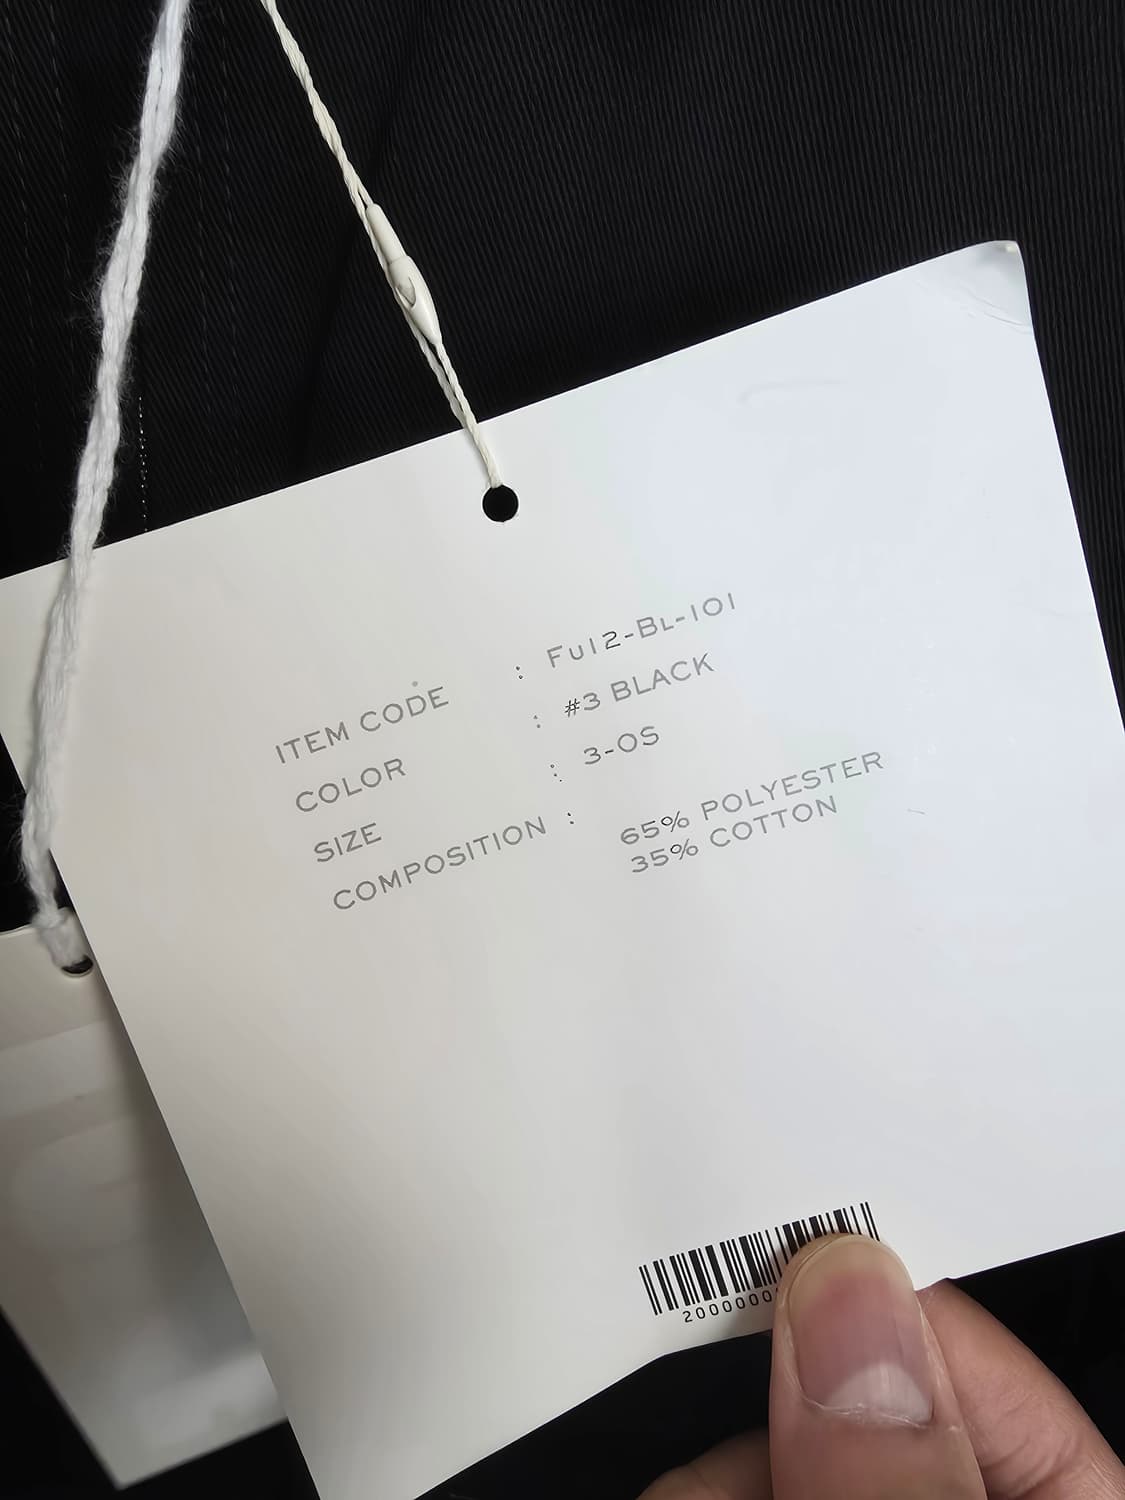 ITEM CODE : FU12-BL-101
COLOR : #3 BLACK
SIZE : 3-OS
COMPOSITION : 65% POLYESTER
35% COTTON